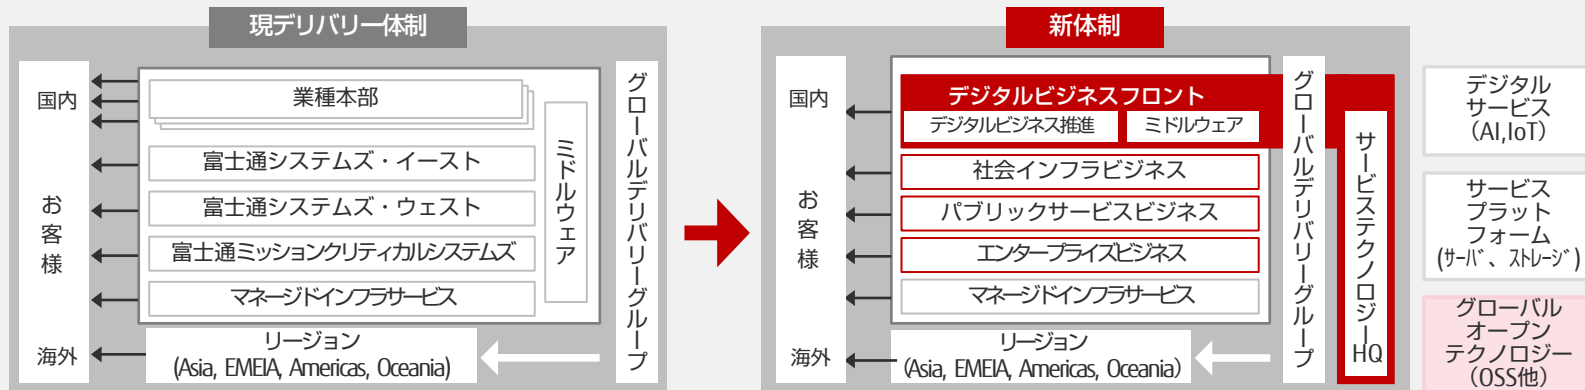 現デリバリー体制
国内
お
客
様
海外
業種本部
富士通システムズ・イースト
富士通システムズ・ウェスト
富士通ミッションクリティカルシステムズ
マネージドインフラサービス
ミドルウェア
リージョン
(Asia, EMEIA, Americas, Oceania)
グローバルデリバリーグループ
新体制
国内
お
客
様
海外
デジタルビジネスフロント
デジタルビジネス推進
ミドルウェア
社会インフラビジネス
パブリックサービスビジネス
エンタープライズビジネス
マネージドインフラサービス
リージョン
(Asia, EMEIA, Americas, Oceania)
グローバルデリバリーグループ
サービステクノロジー
HQ
デジタル
サービス
(AI,IoT)
サービス
プラット
フォーム
(ｻｰﾊﾞ、ｽﾄﾚｰｼﾞ)
グローバル
オープン
テクノロジー
(OSS他)